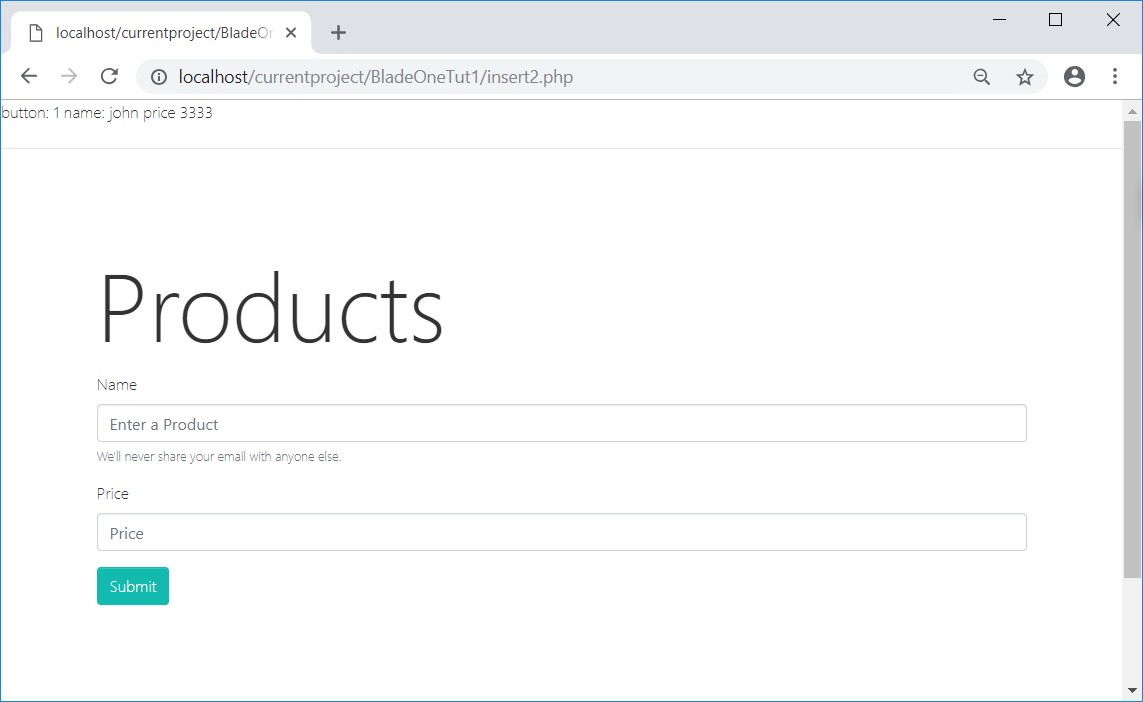 localhost/currentproject/BladeOn
localhost/currentproject/BladeOneTut1/insert2.php
button: 1 name: john price 3333
Products
Name
Enter a Product
We'll never share your email with anyone else.
Price
Price
Submit